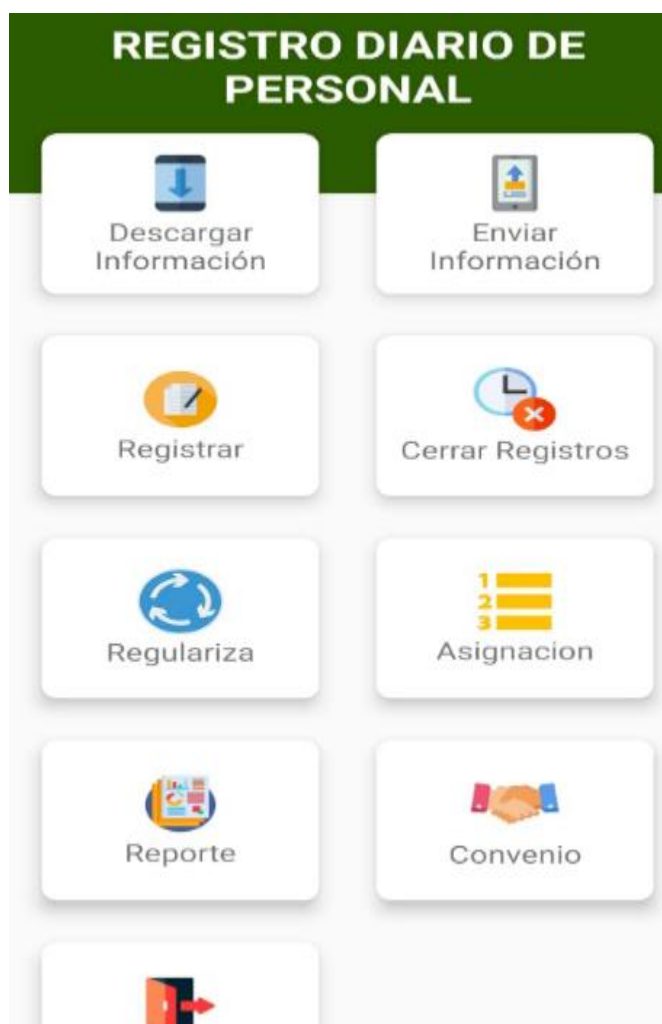 REGISTRO DIARIO DE
PERSONAL
Descargar
Información
Enviar
Información
Registrar
Cerrar Registros
1
2
3
Regulariza
Asignacion
Reporte
Convenio